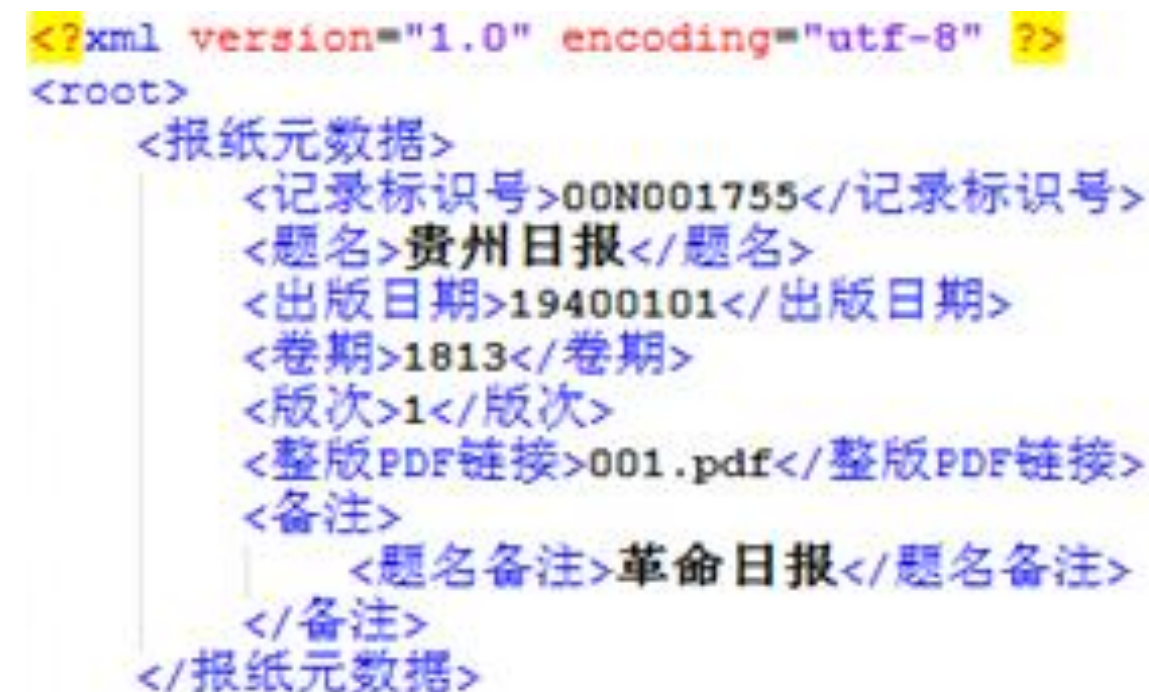 <?xml version="1.0" encoding="utf-8" ?>
<root>
<报纸元数据>
<记录标识号>00N001755</记录标识号>
<题名>贵州日报</题名>
<出版日期>19400101</出版日期>
<卷期>1813</卷期>
<版次>1</版次>
<整版PDF链接>001.pdf</整版PDF链接>
<备注>
<题名备注>革命日报</题名备注>
</备注>
</报纸元数据>